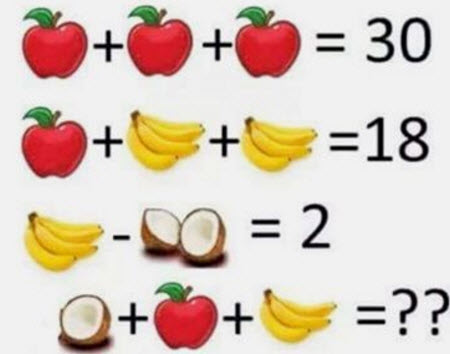 + + = 30
+ + =18
- = 2
+ + =??